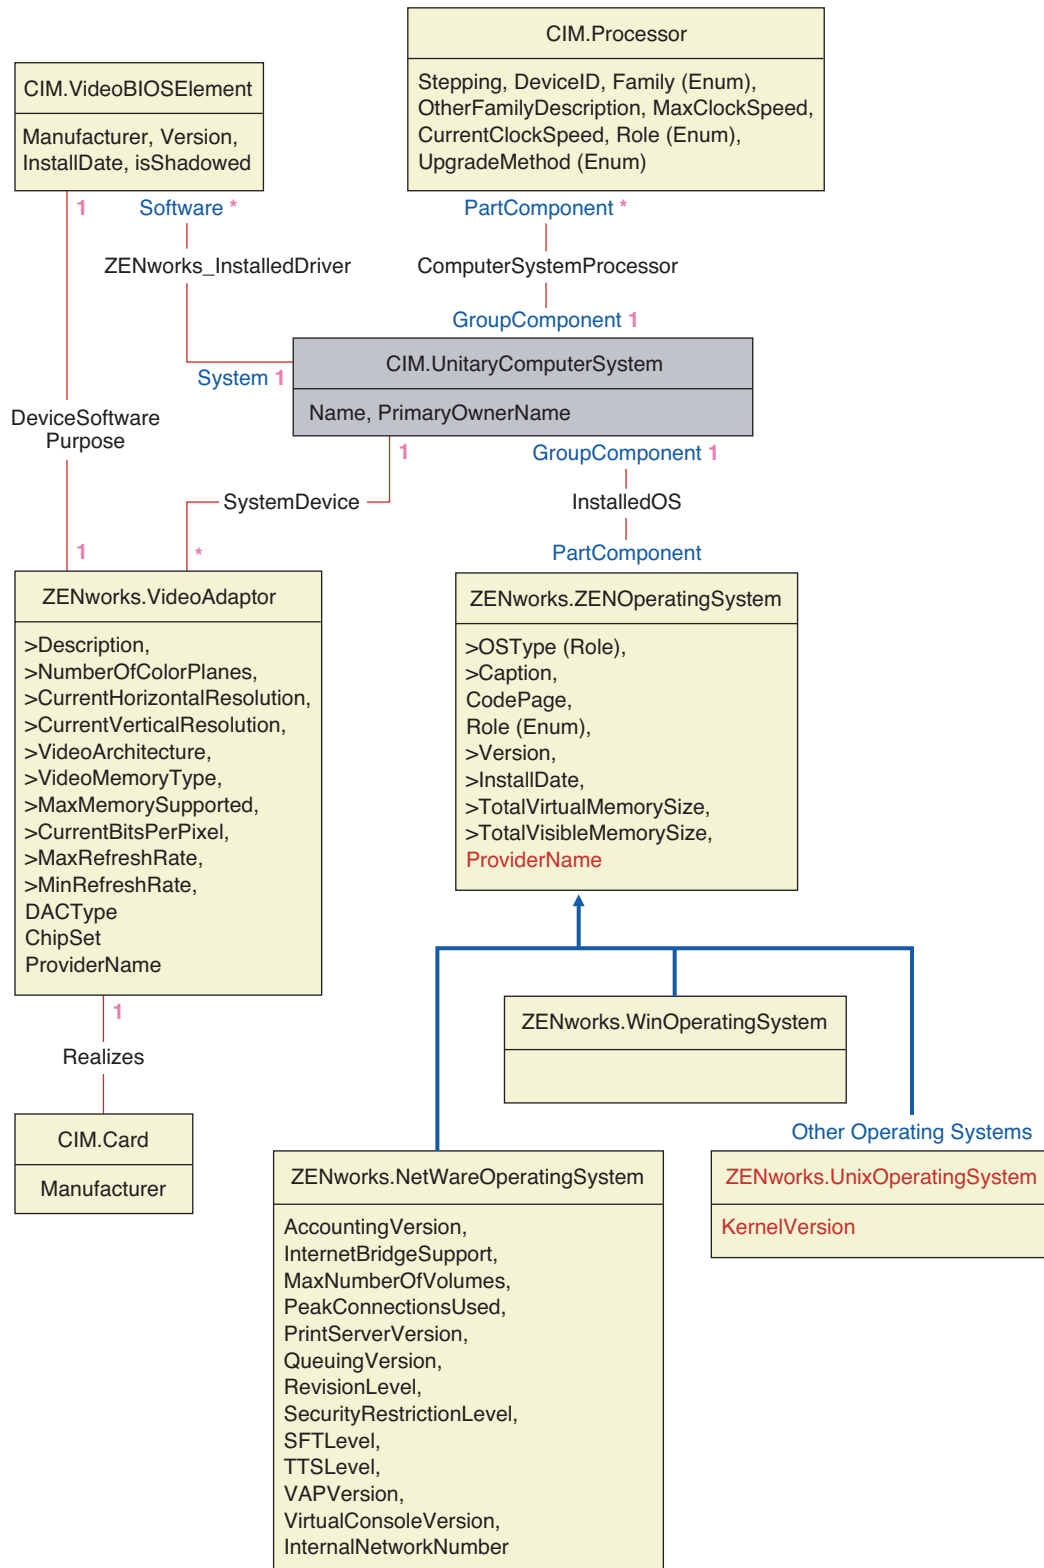 CIM.Processor
Stepping, DeviceID, Family (Enum),
OtherFamilyDescription, MaxClockSpeed,
CurrentClockSpeed, Role (Enum),
UpgradeMethod (Enum)
CIM.VideoBIOSElement
Manufacturer, Version,
InstallDate, isShadowed
1
Software *
PartComponent *
ZENworks_InstalledDriver
ComputerSystemProcessor
GroupComponent 1
System 1
CIM.UnitaryComputerSystem
Name, PrimaryOwnerName
DeviceSoftware
Purpose
1
GroupComponent 1
SystemDevice
InstalledOS
1
*
PartComponent
ZENworks.VideoAdaptor
>Description,
>NumberOfColorPlanes,
>CurrentHorizontalResolution,
>CurrentVerticalResolution,
>VideoArchitecture,
>VideoMemoryType,
>MaxMemorySupported,
>CurrentBitsPerPixel,
>MaxRefreshRate,
>MinRefreshRate,
DACType
ChipSet
ProviderName
ZENworks.ZENOperatingSystem
>OSType (Role),
>Caption,
CodePage,
Role (Enum),
>Version,
>InstallDate,
>TotalVirtualMemorySize,
>TotalVisibleMemorySize,
ProviderName
1
Realizes
CIM.Card
Manufacturer
ZENworks.WinOperatingSystem
Other Operating Systems
ZENworks.NetWareOperatingSystem
AccountingVersion,
InternetBridgeSupport,
MaxNumberOfVolumes,
PeakConnectionsUsed,
PrintServerVersion,
QueuingVersion,
RevisionLevel,
SecurityRestrictionLevel,
SFTLevel,
TTSLevel,
VAPVersion,
VirtualConsoleVersion,
InternalNetworkNumber
ZENworks.UnixOperatingSystem
KernelVersion